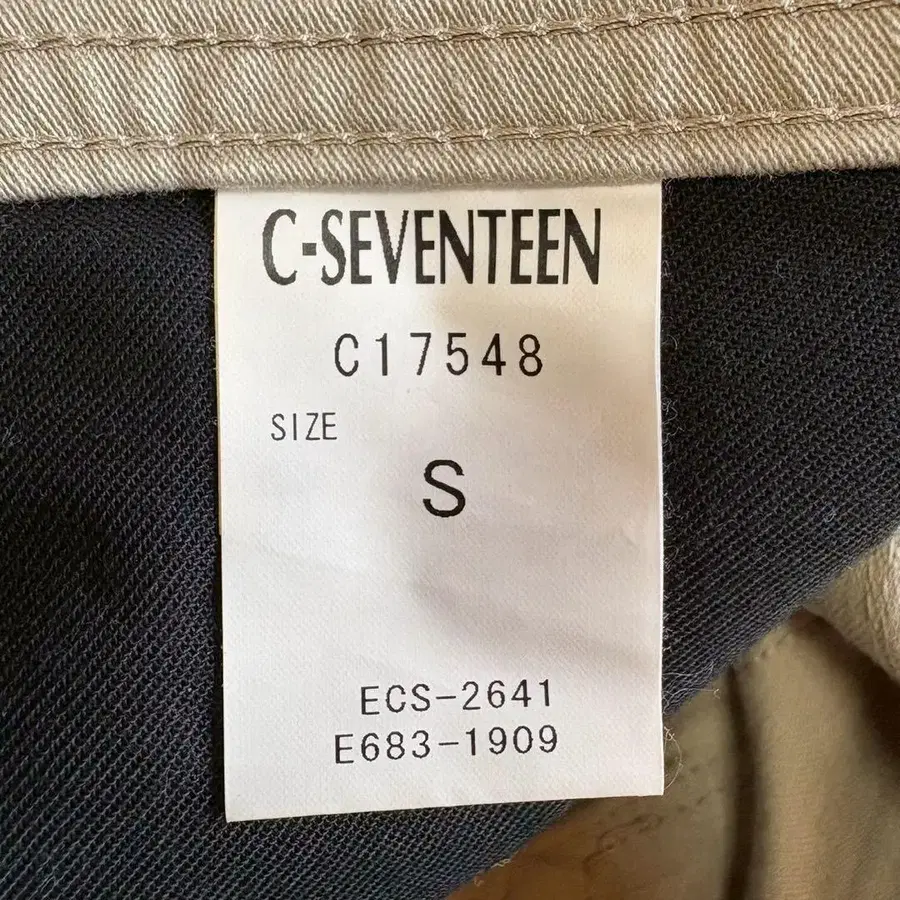 C-SEVENTEEN
C17548
SIZE
S
ECS-2641
E683-1909